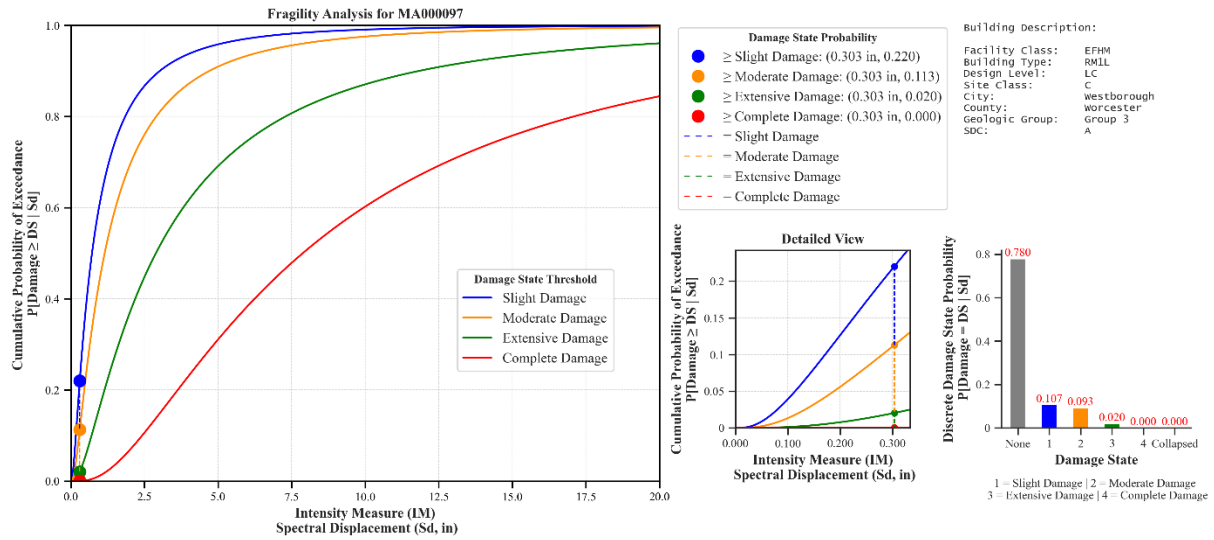 Fragility Analysis for MA000097
Cumulative Probability of Exceedance
P[Damage ≥ DS | Sd]
1.0
0.8
0.6
0.4
0.2
0.0
0.0 2.5 5.0 7.5 10.0 12.5 15.0 17.5 20.0
Intensity Measure (IM)
Spectral Displacement (Sd, in)
Damage State Threshold
Slight Damage
Moderate Damage
Extensive Damage
Complete Damage
Damage State Probability
≥ Slight Damage: (0.303 in, 0.220)
≥ Moderate Damage: (0.303 in, 0.113)
≥ Extensive Damage: (0.303 in, 0.020)
≥ Complete Damage: (0.303 in, 0.000)
= Slight Damage
= Moderate Damage
= Extensive Damage
= Complete Damage
Building Description:
Facility Class: EFHM
Building Type: RM1L
Design Level: LC
Site Class: C
City: Westborough
County: Worcester
Geologic Group: Group 3
SDC: A
Detailed View
Cumulative Probability of Exceedance
P[Damage ≥ DS | Sd]
0.2
0.15
0.1
0.05
0
0.000 0.100 0.200 0.300
Intensity Measure (IM)
Spectral Displacement (Sd, in)
Discrete Damage State Probability
P[Damage = DS | Sd]
0.8
0.6
0.4
0.2
0
0.780
0.107
0.093
0.020
0.000
0.000
None 1 2 3 4 Collapsed
Damage State
1 = Slight Damage | 2 = Moderate Damage
3 = Extensive Damage | 4 = Complete Damage